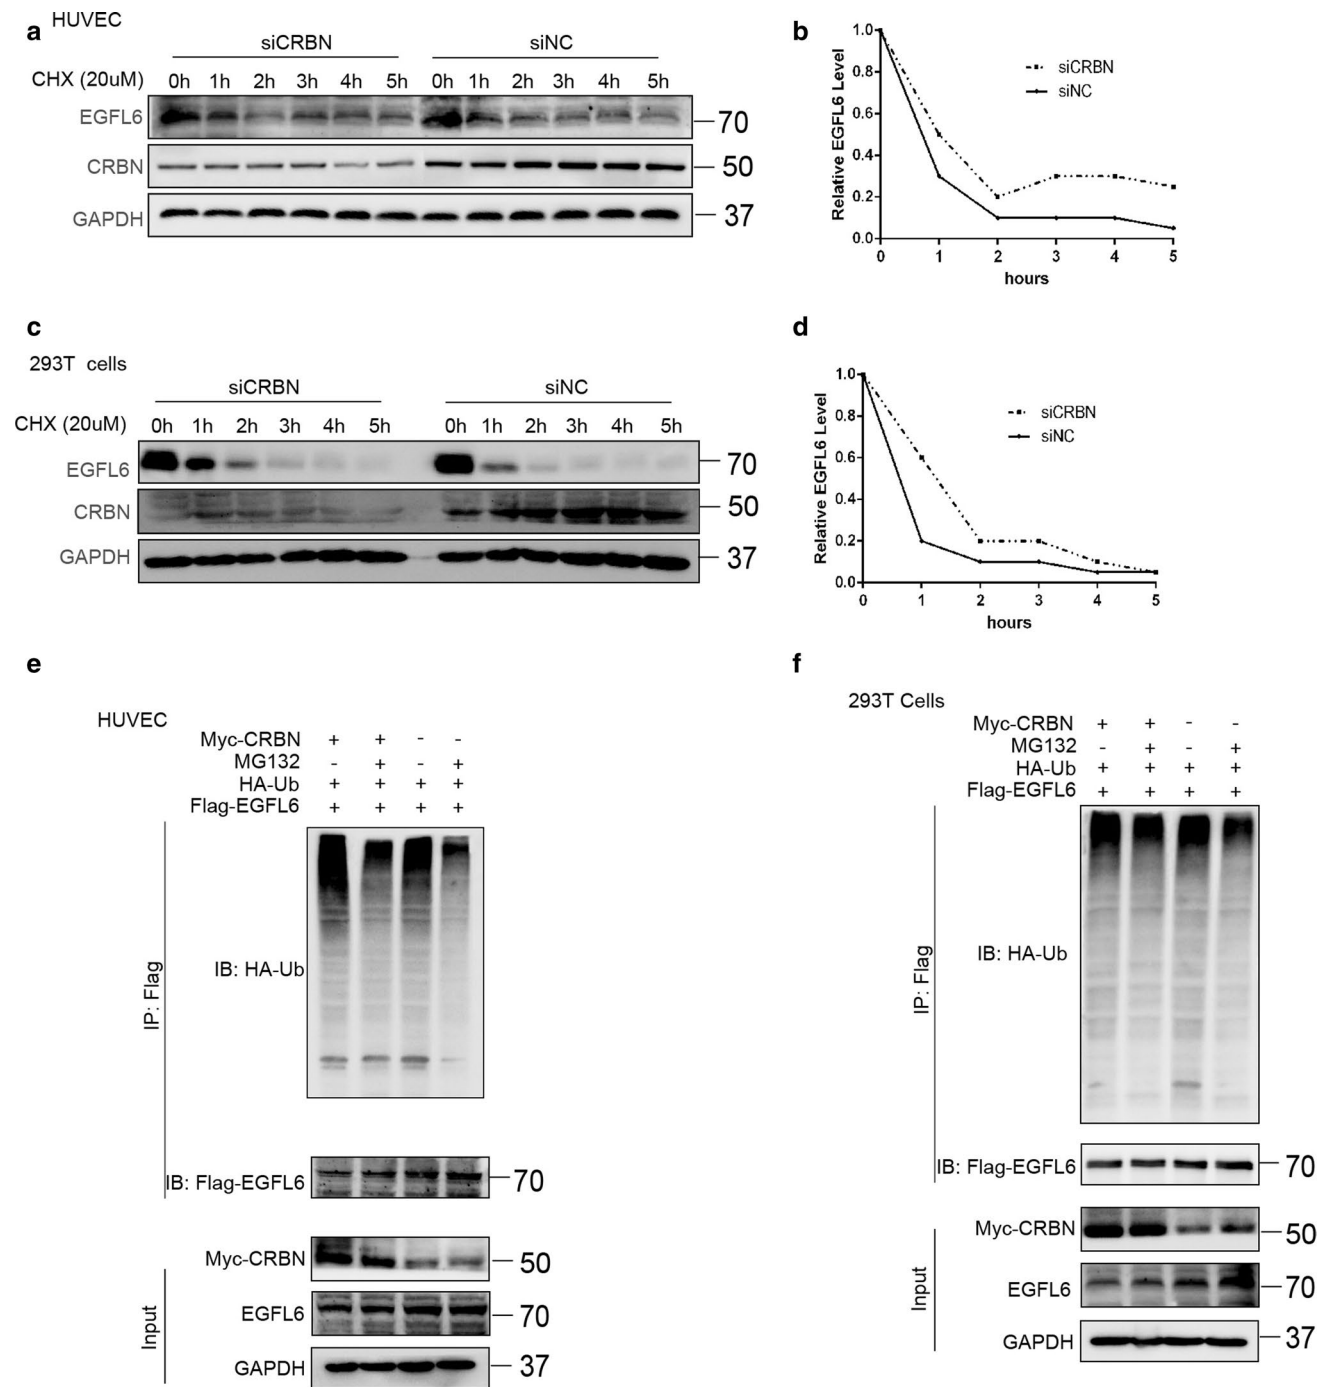 a HUVEC
siCRBN siNC
CHX (20uM) 0h 1h 2h 3h 4h 5h 0h 1h 2h 3h 4h 5h
EGFL6 70
CRBN 50
GAPDH 37
b
Relative EGFL6 Level
1.0
0.8
0.6
0.4
0.2
0.0
0 1 2 3 4 5
hours
siCRBN
siNC
c
293T cells
siCRBN siNC
CHX (20uM) 0h 1h 2h 3h 4h 5h 0h 1h 2h 3h 4h 5h
EGFL6 70
CRBN 50
GAPDH 37
d
Relative EGFL6 Level
1.0
0.8
0.6
0.4
0.2
0.0
0 1 2 3 4 5
hours
siCRBN
siNC
e
HUVEC
Myc-CRBN + + - -
MG132 - + - +
HA-Ub + + + +
Flag-EGFL6 + + + +
IP: Flag
IB: HA-Ub
IB: Flag-EGFL6 70
Input
Myc-CRBN 50
EGFL6 70
GAPDH 37
f
293T Cells
Myc-CRBN + + - -
MG132 - + - +
HA-Ub + + + +
Flag-EGFL6 + + + +
IP: Flag
IB: HA-Ub
IB: Flag-EGFL6 70
Input
Myc-CRBN 50
EGFL6 70
GAPDH 37